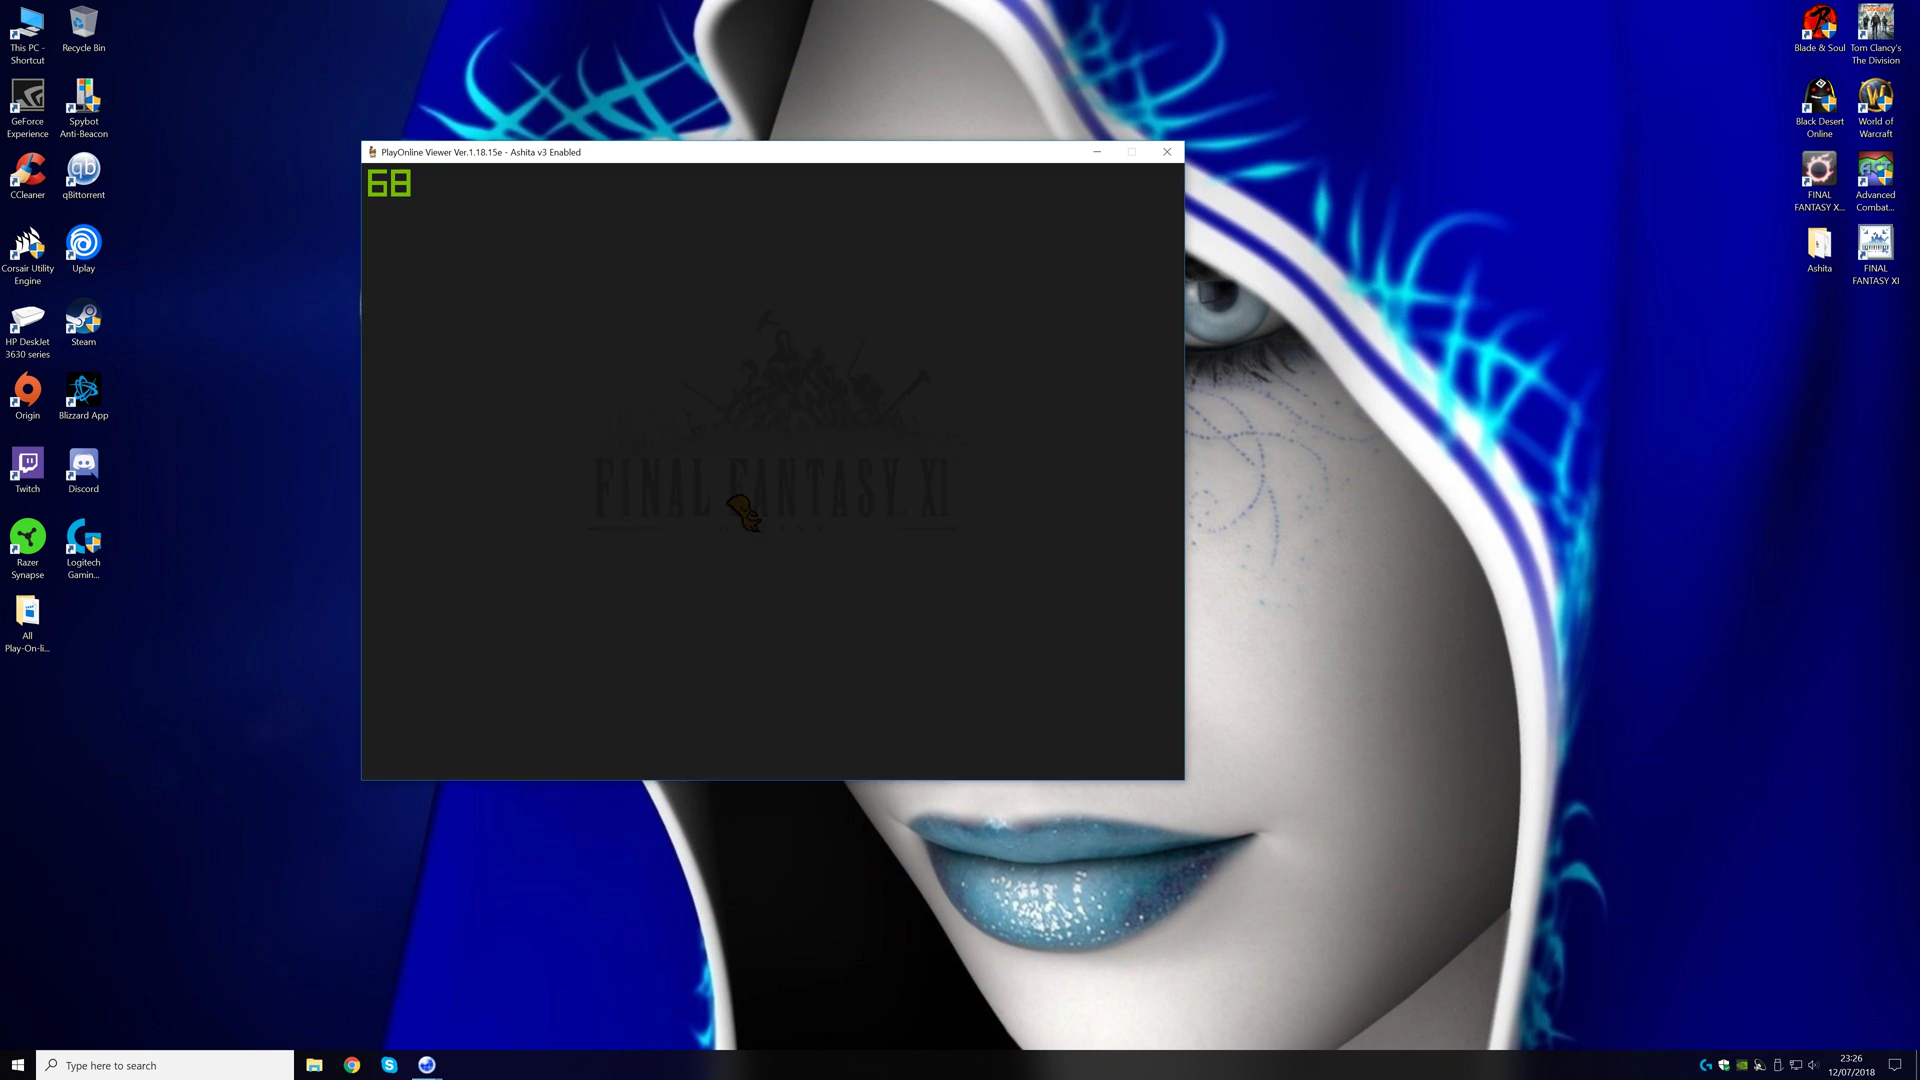 This PC -
Shortcut
Recycle Bin
GeForce
Experience
Spybot
Anti-Beacon
CCleaner
qb
qBittorrent
Corsair Utility
Engine
Uplay
HP DeskJet
3630 series
Steam
Origin
Blizzard App
Twitch
Discord
Razer
Synapse
Logitech
Gamin...
All
Play-On-li...
PlayOnline Viewer Ver.1.18.15e - Ashita v3 Enabled
68
FINAL FANTASY XI
Blade & Soul
Tom Clancy's
The Division
Black Desert
Online
World of
Warcraft
FINAL
FANTASY X...
ACT
Advanced
Combat...
Ashita
FINAL
FANTASY XI
Type here to search
23:26
12/07/2018